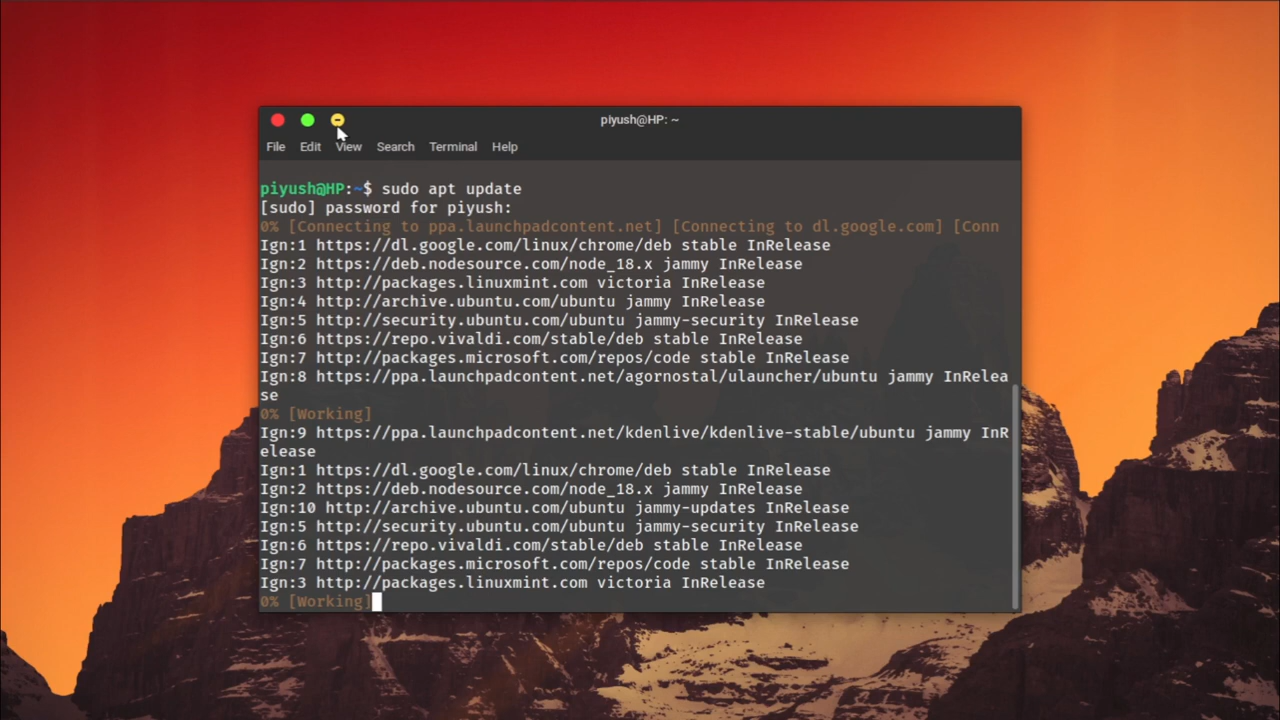 piyush@HP: ~
File Edit View Search Terminal Help
piyush@HP:~$ sudo apt update
[sudo] password for piyush:
0% [Connecting to ppa.launchpadcontent.net] [Connecting to dl.google.com] [Conn
Ign:1 https://dl.google.com/linux/chrome/deb stable InRelease
Ign:2 https://deb.nodesource.com/node_18.x jammy InRelease
Ign:3 http://packages.linuxmint.com victoria InRelease
Ign:4 http://archive.ubuntu.com/ubuntu jammy InRelease
Ign:5 http://security.ubuntu.com/ubuntu jammy-security InRelease
Ign:6 https://repo.vivaldi.com/stable/deb stable InRelease
Ign:7 http://packages.microsoft.com/repos/code stable InRelease
Ign:8 https://ppa.launchpadcontent.net/agornostal/ulauncher/ubuntu jammy InRelea
se
0% [Working]
Ign:9 https://ppa.launchpadcontent.net/kdenlive/kdenlive-stable/ubuntu jammy InR
elease
Ign:1 https://dl.google.com/linux/chrome/deb stable InRelease
Ign:2 https://deb.nodesource.com/node_18.x jammy InRelease
Ign:10 http://archive.ubuntu.com/ubuntu jammy-updates InRelease
Ign:5 http://security.ubuntu.com/ubuntu jammy-security InRelease
Ign:6 https://repo.vivaldi.com/stable/deb stable InRelease
Ign:7 http://packages.microsoft.com/repos/code stable InRelease
Ign:3 http://packages.linuxmint.com victoria InRelease
0% [Working]